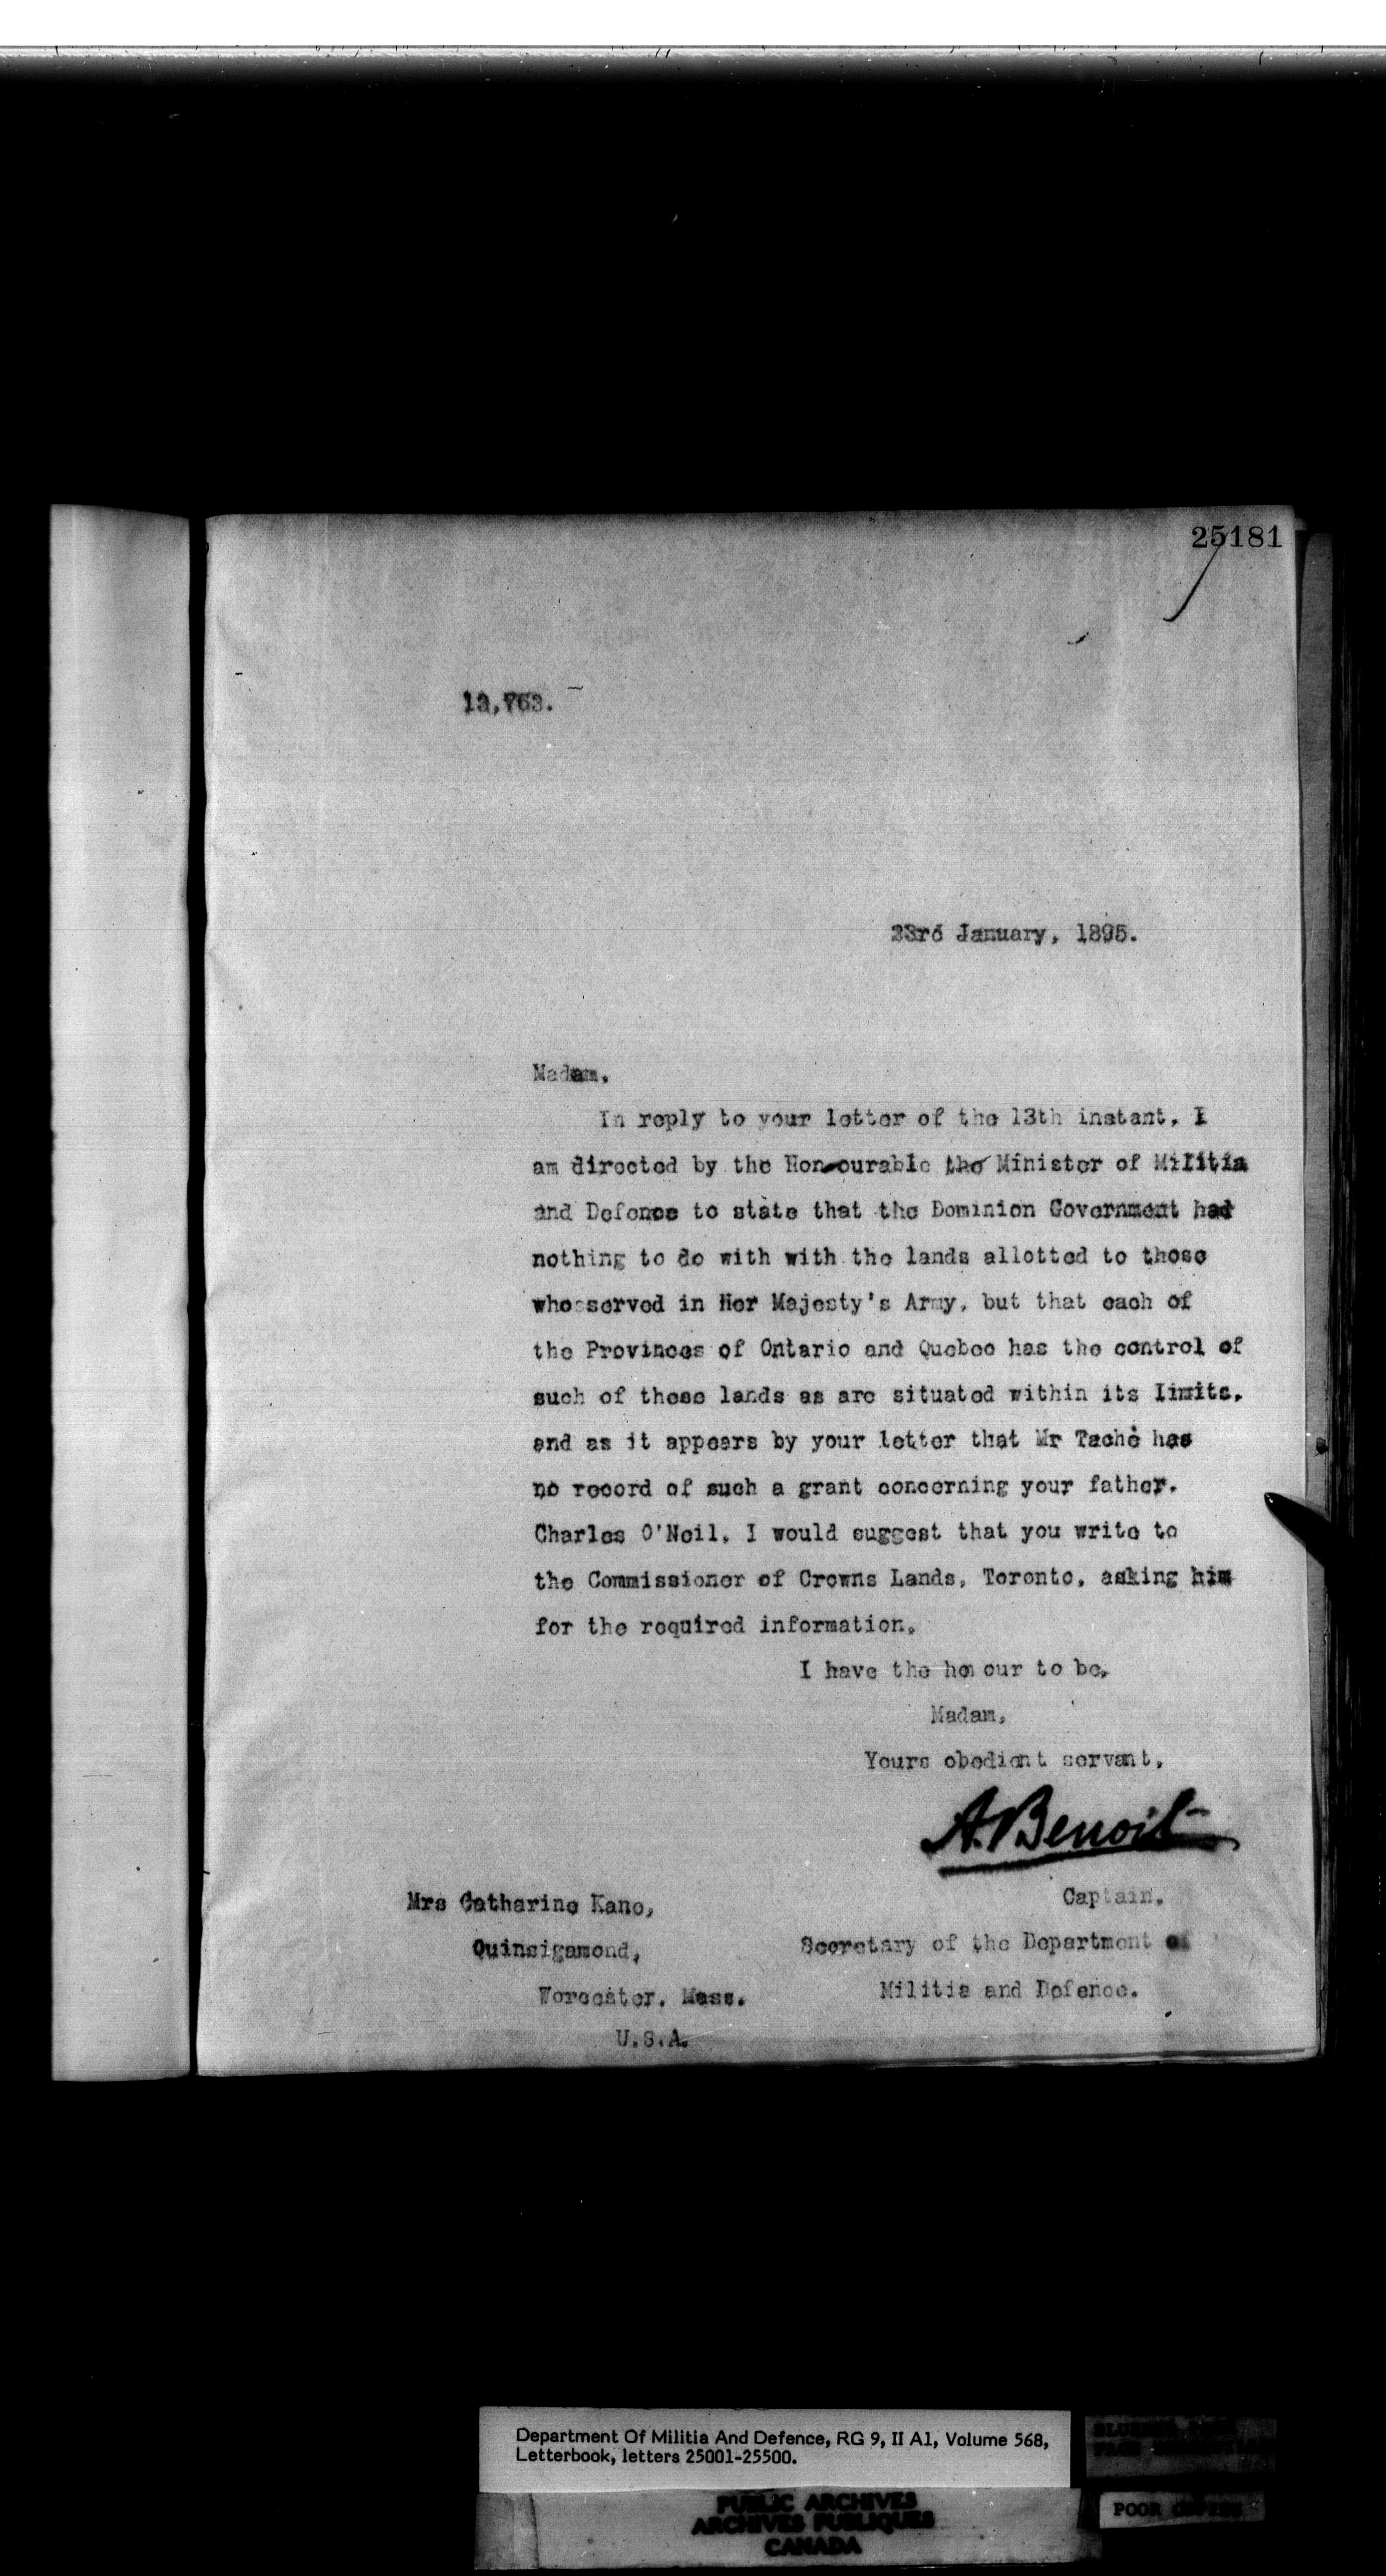 25181
23rd January, 1895.
Madam,
In reply to your letter of the 13th instant, I
am directed by the Honourable the Minister of Militia
and Defence to state that the Dominion Government had
nothing to do with with the lands allotted to those
who served in Her Majesty's Army, but that each of
the Provinces of Ontario and Quebec has the control of
such of these lands as are situated within its limits,
and as it appears by your letter that Mr Taché has
no record of such a grant concerning your father,
Charles O'Neil, I would suggest that you write to
the Commissioner of Crowns Lands, Toronto, asking him
for the required information.
I have the honour to be,
Madam,
Yours obedient servant,
A. Benoit
Captain,
Secretary of the Department of
Militia and Defence.
Mrs Catharine Kane,
Quinsigamond,
Worcester, Mass.
U.S.A.
Department Of Militia And Defence, RG 9, II A1, Volume 568,
Letterbook, letters 25001-25500.
PUBLIC ARCHIVES
ARCHIVES PUBLIQUES
CANADA
POOR